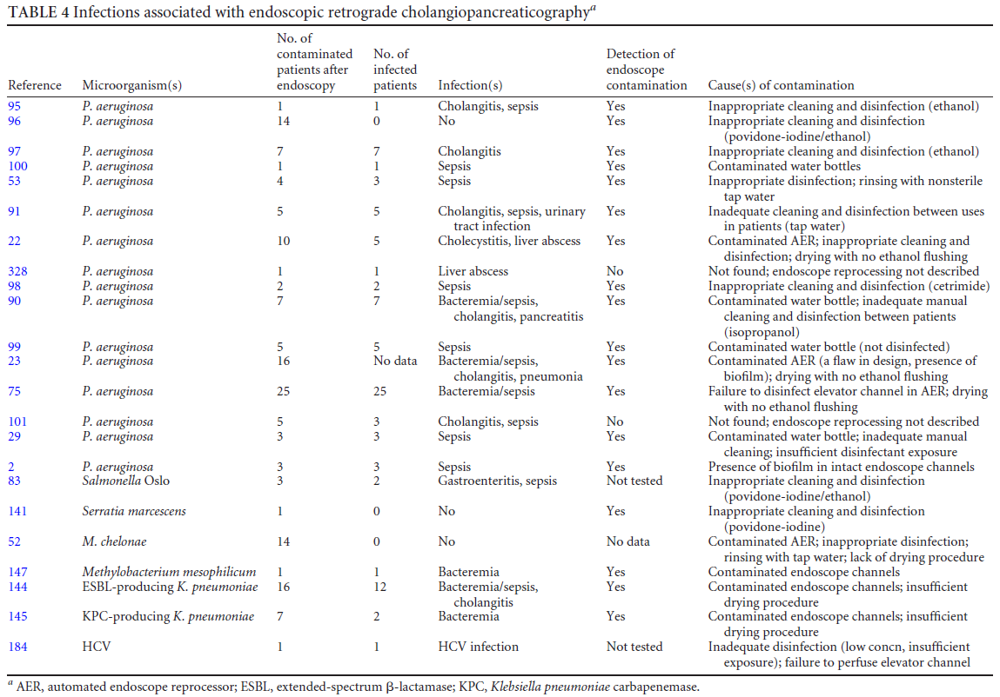 TABLE 4 Infections associated with endoscopic retrograde cholangiopancreaticography^a
No. of
contaminated No. of Detection of
patients after infected endoscope
Reference Microorganism(s) endoscopy patients Infection(s) contamination Cause(s) of contamination
95 P. aeruginosa 1 1 Cholangitis, sepsis Yes Inappropriate cleaning and disinfection (ethanol)
96 P. aeruginosa 14 0 No Yes Inappropriate cleaning and disinfection
(povidone-iodine/ethanol)
97 P. aeruginosa 7 7 Cholangitis Yes Inappropriate cleaning and disinfection (ethanol)
100 P. aeruginosa 1 1 Sepsis Yes Contaminated water bottles
53 P. aeruginosa 4 3 Sepsis Yes Inappropriate disinfection; rinsing with nonsterile
tap water
91 P. aeruginosa 5 5 Cholangitis, sepsis, urinary Yes Inadequate cleaning and disinfection between uses
tract infection in patients (tap water)
22 P. aeruginosa 10 5 Cholecystitis, liver abscess Yes Contaminated AER; inappropriate cleaning and
disinfection; drying with no ethanol flushing
328 P. aeruginosa 1 1 Liver abscess No Not found; endoscope reprocessing not described
98 P. aeruginosa 2 2 Sepsis Yes Inappropriate cleaning and disinfection (cetrimide)
90 P. aeruginosa 7 7 Bacteremia/sepsis, Yes Contaminated water bottle; inadequate manual
cholangitis, pancreatitis cleaning and disinfection between patients
(isopropanol)
99 P. aeruginosa 5 5 Sepsis Yes Contaminated water bottle (not disinfected)
23 P. aeruginosa 16 No data Bacteremia/sepsis, Yes Contaminated AER (a flaw in design, presence of
cholangitis, pneumonia biofilm); drying with no ethanol flushing
75 P. aeruginosa 25 25 Bacteremia/sepsis Yes Failure to disinfect elevator channel in AER; drying
with no ethanol flushing
101 P. aeruginosa 5 3 Cholangitis, sepsis No Not found; endoscope reprocessing not described
29 P. aeruginosa 3 3 Sepsis Yes Contaminated water bottle; inadequate manual
cleaning; insufficient disinfectant exposure
2 P. aeruginosa 3 3 Sepsis Yes Presence of biofilm in intact endoscope channels
83 Salmonella Oslo 3 2 Gastroenteritis, sepsis Not tested Inappropriate cleaning and disinfection
(povidone-iodine/ethanol)
141 Serratia marcescens 1 0 No Yes Inappropriate cleaning and disinfection
(povidone-iodine)
52 M. chelonae 14 0 No No data Contaminated AER; inappropriate disinfection;
rinsing with tap water; lack of drying procedure
147 Methylobacterium mesophilicum 1 1 Bacteremia Yes Contaminated endoscope channels
144 ESBL-producing K. pneumoniae 16 12 Bacteremia/sepsis, Yes Contaminated endoscope channels; insufficient
cholangitis drying procedure
145 KPC-producing K. pneumoniae 7 2 Bacteremia Yes Contaminated endoscope channels; insufficient
drying procedure
184 HCV 1 1 HCV infection Not tested Inadequate disinfection (low concn, insufficient
exposure); failure to perfuse elevator channel
^a AER, automated endoscope reprocessor; ESBL, extended-spectrum β-lactamase; KPC, Klebsiella pneumoniae carbapenemase.